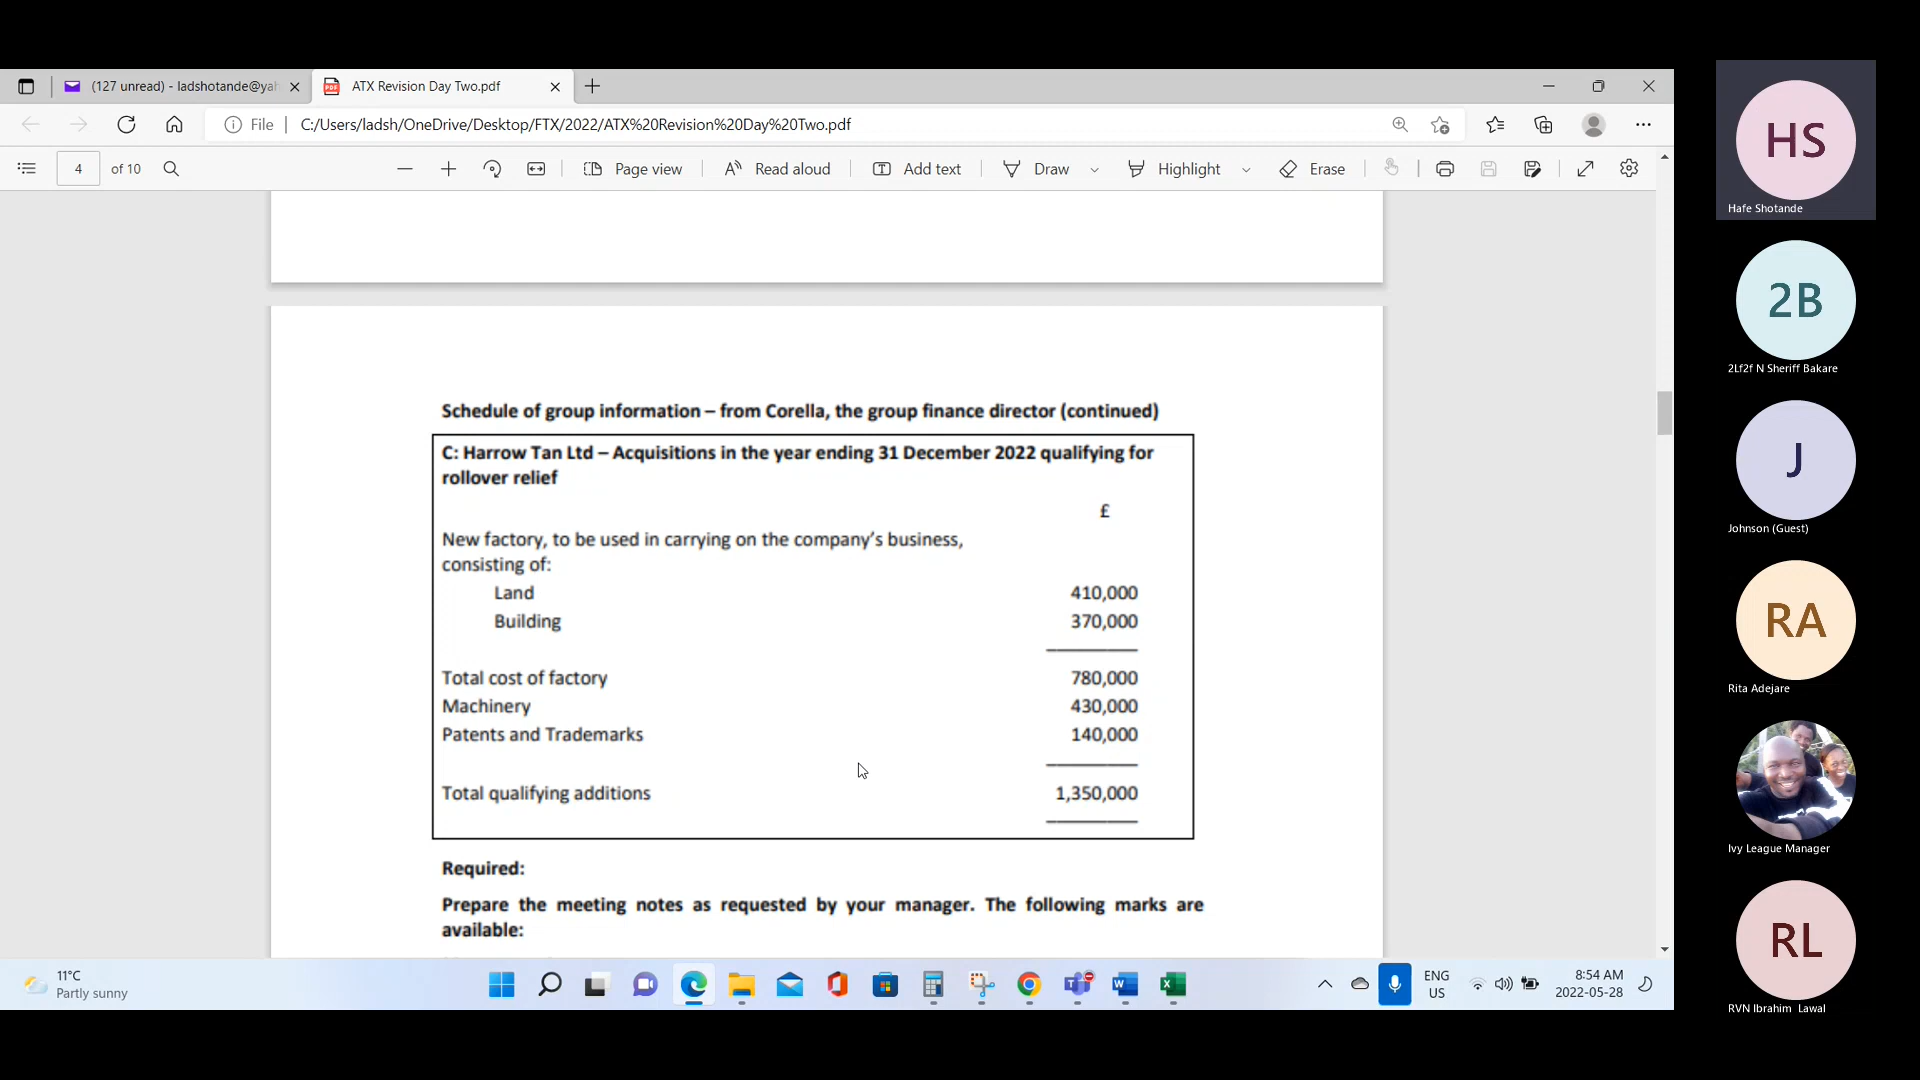 (127 unread) - ladshotande@yah
ATX Revision Day Two.pdf
File
C:/Users/ladsh/OneDrive/Desktop/FTX/2022/ATX%20Revision%20Day%20Two.pdf
4 of 10
Page view
Read aloud
Add text
Draw
Highlight
Erase
Schedule of group information – from Corella, the group finance director (continued)
C: Harrow Tan Ltd – Acquisitions in the year ending 31 December 2022 qualifying for
rollover relief
£
New factory, to be used in carrying on the company's business,
consisting of:
Land 410,000
Building 370,000
Total cost of factory 780,000
Machinery 430,000
Patents and Trademarks 140,000
Total qualifying additions 1,350,000
Required:
Prepare the meeting notes as requested by your manager. The following marks are
available:
11°C
Partly sunny
ENG
US
8:54 AM
2022-05-28
HS
Hafe Shotande
2B
2Lf2f N Sheriff Bakare
J
Johnson (Guest)
RA
Rita Adejare
Ivy League Manager
RL
RVN Ibrahim Lawal